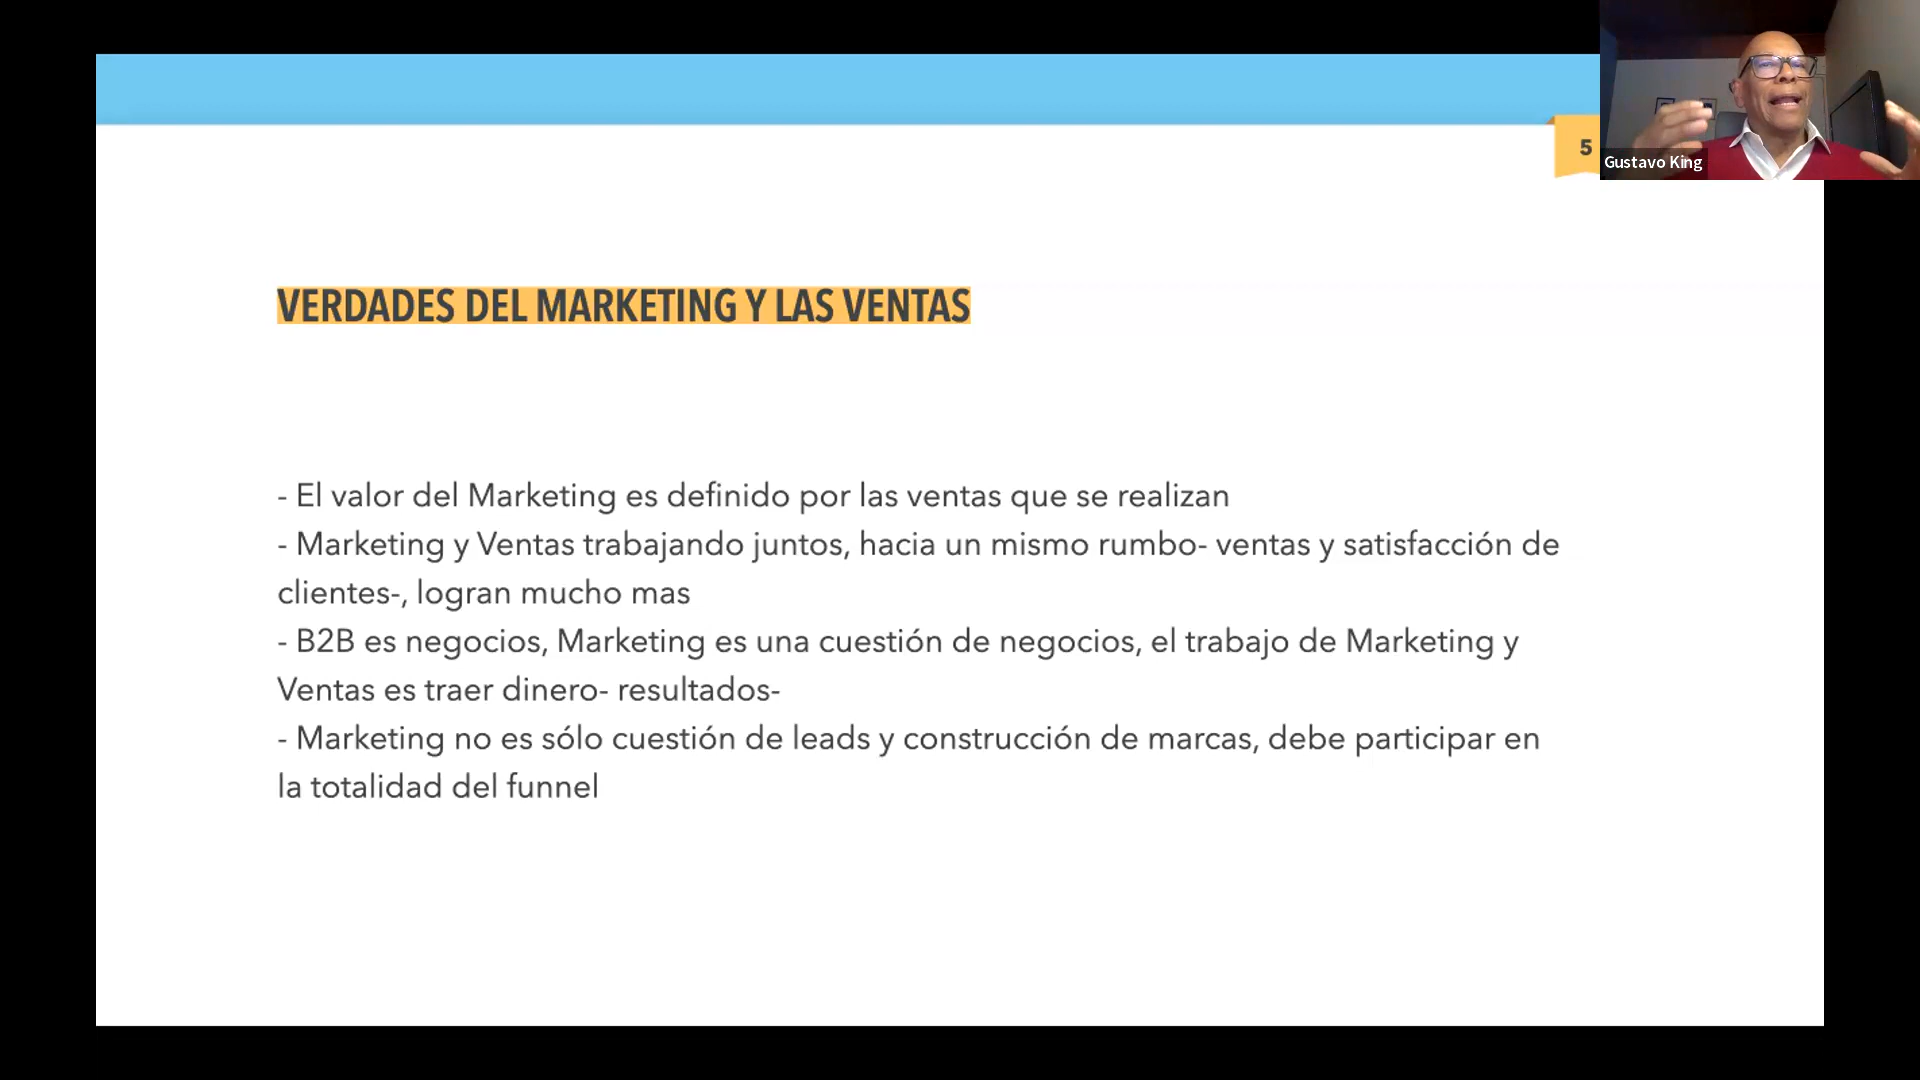 5
Gustavo King
VERDADES DEL MARKETING Y LAS VENTAS
- El valor del Marketing es definido por las ventas que se realizan
- Marketing y Ventas trabajando juntos, hacia un mismo rumbo- ventas y satisfacción de
clientes-, logran mucho mas
- B2B es negocios, Marketing es una cuestión de negocios, el trabajo de Marketing y
Ventas es traer dinero- resultados-
- Marketing no es sólo cuestión de leads y construcción de marcas, debe participar en
la totalidad del funnel